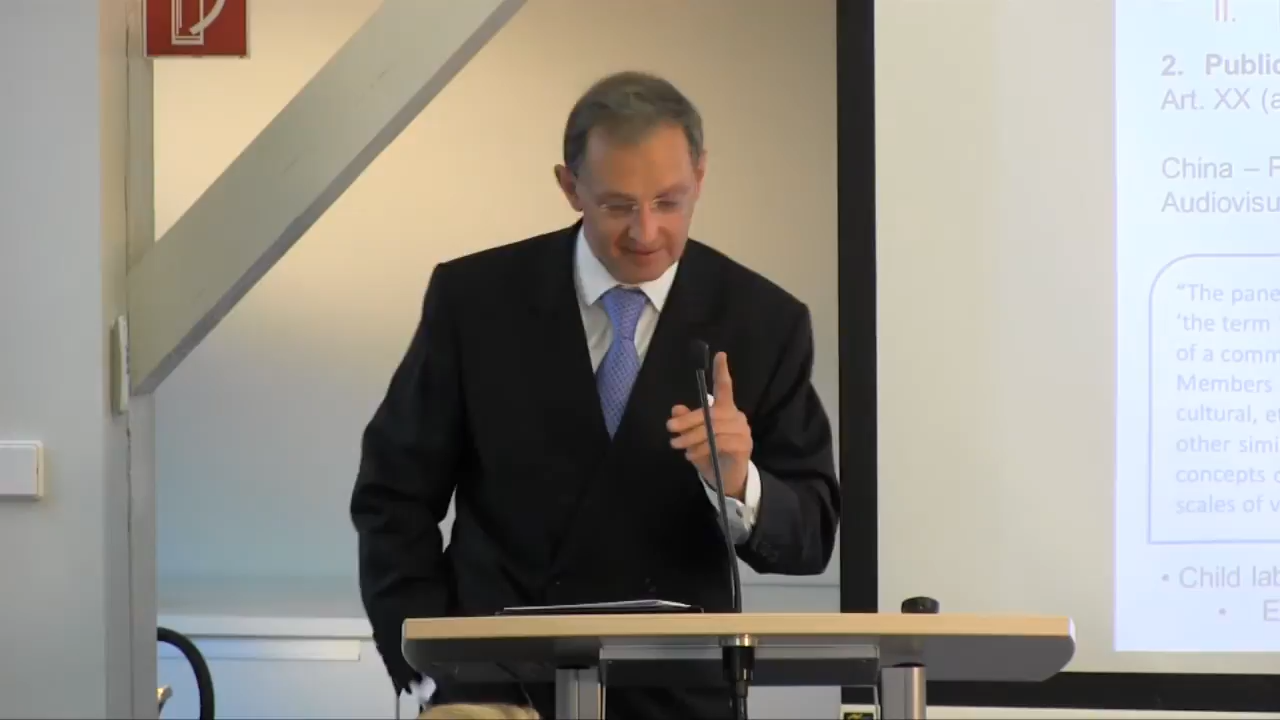 II.
2. Public
Art. XX (a
China –
Audiovisu
“The pane
‘the term
of a comm
Members
cultural, e
other simi
concepts
scales of v
• Child lab
• E